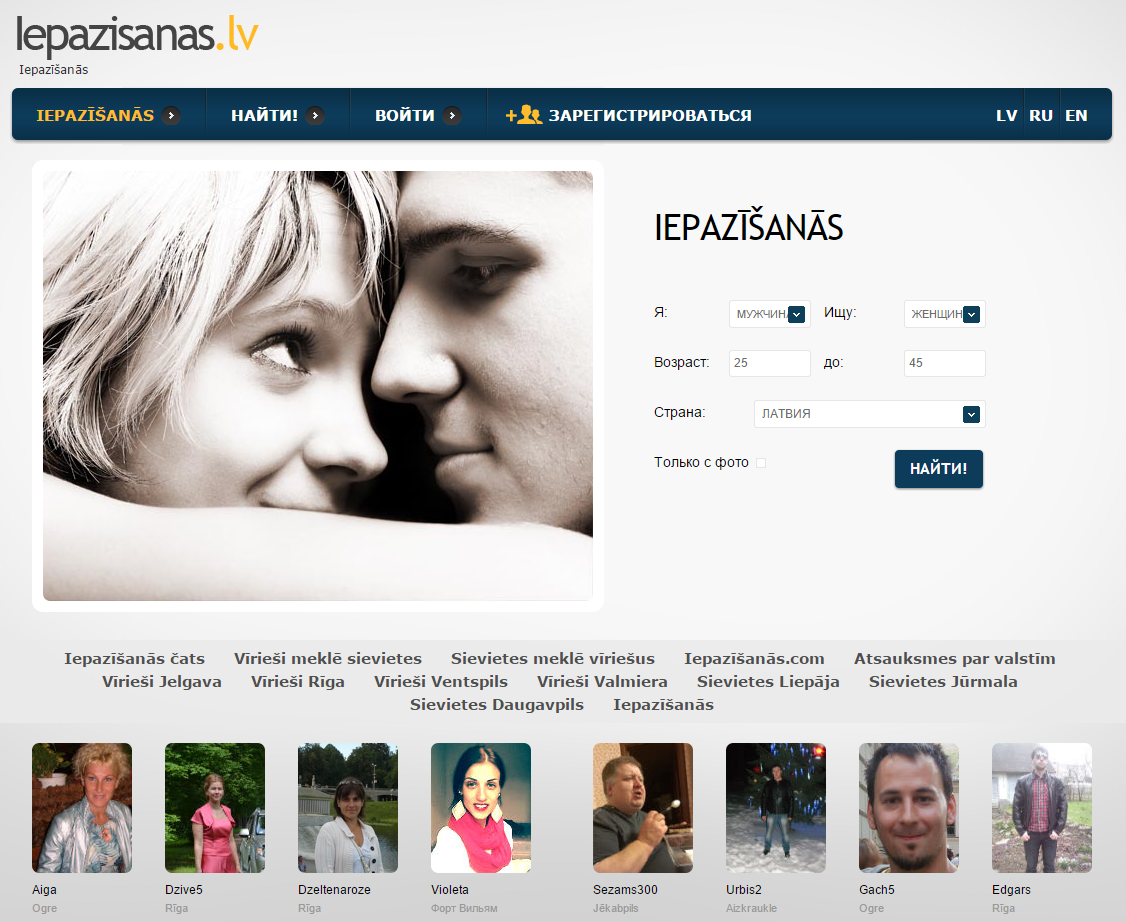 Iepazisanas.lv
Iepazīšanās
IEPAZĪŠANĀS НАЙТИ! ВОЙТИ + ЗАРЕГИСТРИРОВАТЬСЯ LV RU EN
IEPAZĪŠANĀS
Я: МУЖЧИНА Ищу: ЖЕНЩИН
Возраст: 25 до: 45
Страна: ЛАТВИЯ
Только с фото НАЙТИ!
Iepazīšanās čats Vīrieši meklē sievietes Sievietes meklē vīriešus Iepazīšanās.com Atsauksmes par valstīm
Vīrieši Jelgava Vīrieši Rīga Vīrieši Ventspils Vīrieši Valmiera Sievietes Liepāja Sievietes Jūrmala
Sievietes Daugavpils Iepazīšanās
Aiga Dzive5 Dzeltenaroze Violeta Sezams300 Urbis2 Gach5 Edgars
Ogre Rīga Rīga Форт Вильям Jēkabpils Aizkraukle Ogre Rīga